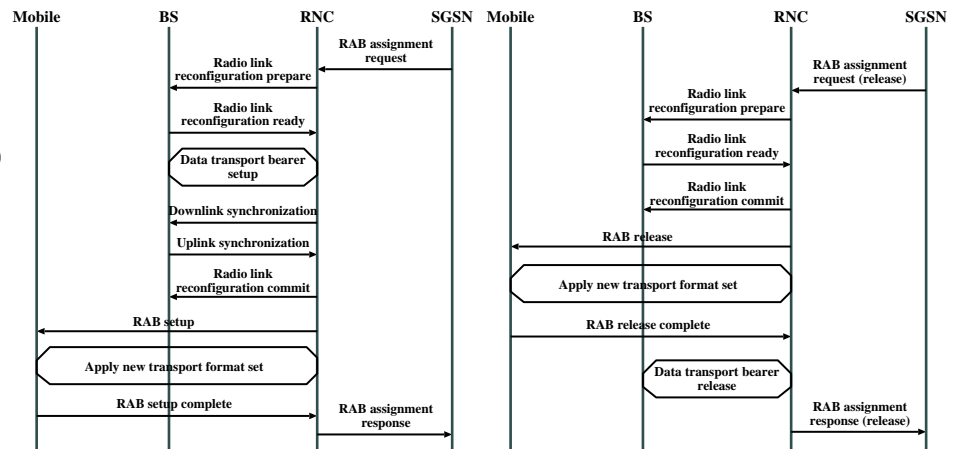 Mobile
BS
RNC
SGSN
RAB assignment
request
Radio link
reconfiguration prepare
Radio link
reconfiguration ready
Data transport bearer
setup
Downlink synchronization
Uplink synchronization
Radio link
reconfiguration commit
RAB setup
Apply new transport format set
RAB setup complete
RAB assignment
response
Mobile
BS
RNC
SGSN
RAB assignment
request (release)
Radio link
reconfiguration prepare
Radio link
reconfiguration ready
Radio link
reconfiguration commit
RAB release
Apply new transport format set
RAB release complete
Data transport bearer
release
RAB assignment
response (release)